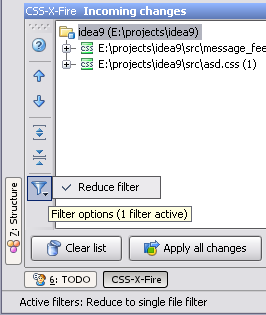 CSS-X-Fire Incoming changes
idea9 (E:\projects\idea9)
css E:\projects\idea9\src\message_fee
css E:\projects\idea9\src\asd.css (1)
Reduce filter
Filter options (1 filter active)
7: Structure
Clear list
Apply all changes
6: TODO
CSS-X-Fire
Active filters: Reduce to single file filter